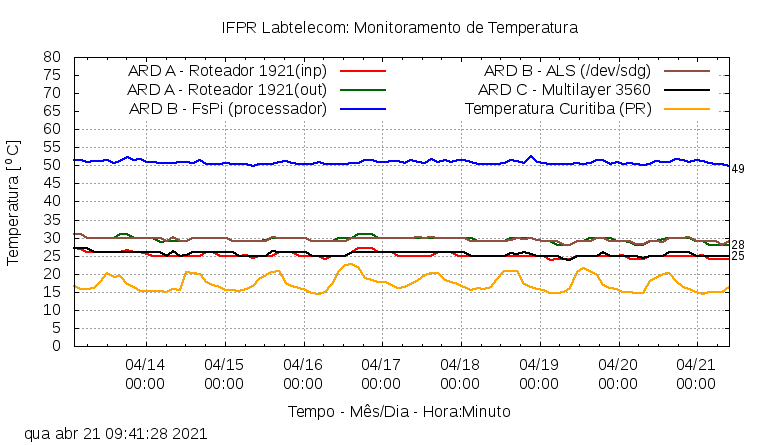 IFPR Labtelecom: Monitoramento de Temperatura
ARD A - Roteador 1921(inp)
ARD A - Roteador 1921(out)
ARD B - FsPi (processador)
ARD B - ALS (/dev/sdg)
ARD C - Multilayer 3560
Temperatura Curitiba (PR)
Temperatura [ºC]
80
75
70
65
60
55
50
45
40
35
30
25
20
15
10
5
0
49
28
25
04/14 04/15 04/16 04/17 04/18 04/19 04/20 04/21
00:00 00:00 00:00 00:00 00:00 00:00 00:00 00:00
Tempo - Mês/Dia - Hora:Minuto
qua abr 21 09:41:28 2021